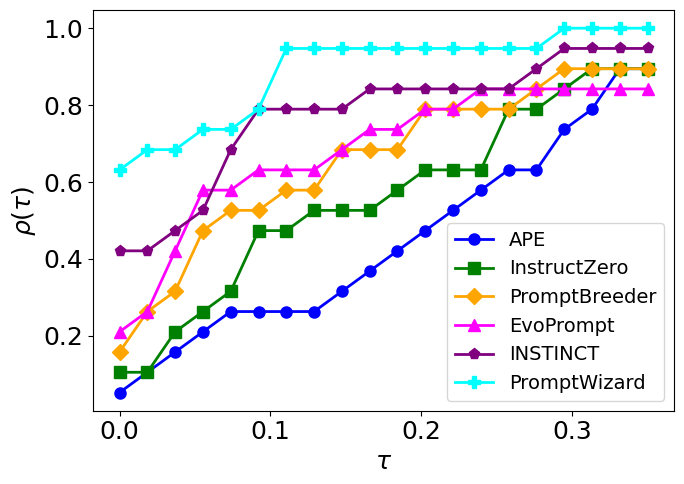 1.0
0.8
0.6
0.4
0.2
ρ(τ)
0.0 0.1 0.2 0.3
τ
APE
InstructZero
PromptBreeder
EvoPrompt
INSTINCT
PromptWizard